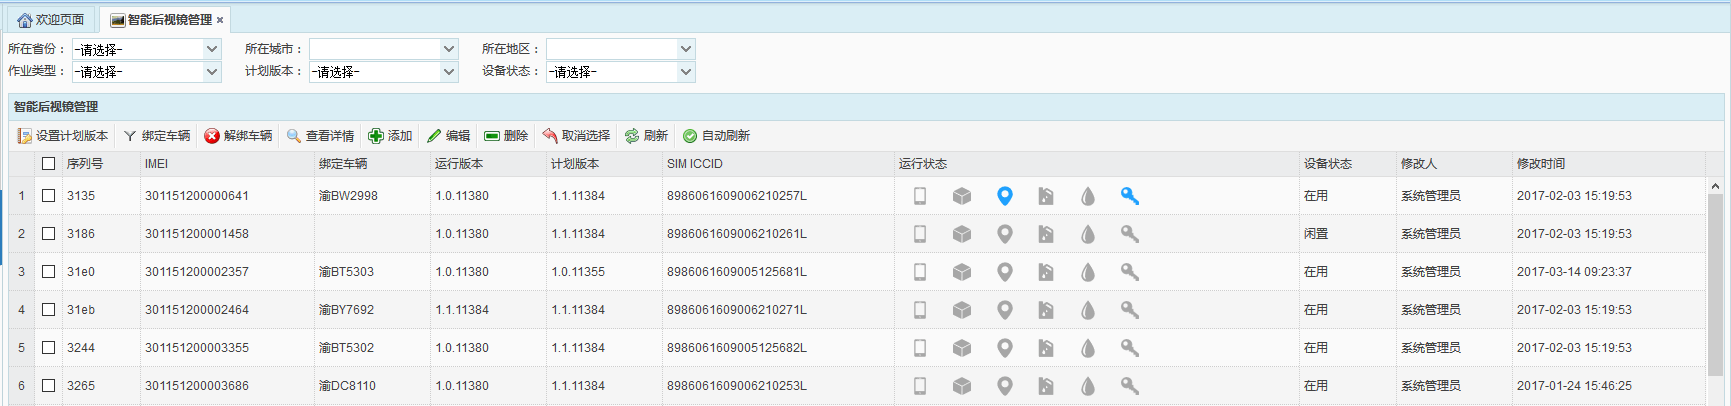 欢迎页面 智能后视镜管理
所在省份： -请选择- 所在城市： 所在地区：
作业类型： -请选择- 计划版本： -请选择- 设备状态： -请选择-
智能后视镜管理
设置计划版本 绑定车辆 解绑车辆 查看详情 添加 编辑 删除 取消选择 刷新 自动刷新
序列号 IMEI 绑定车辆 运行版本 计划版本 SIM ICCID 运行状态 设备状态 修改人 修改时间
1 3135 301151200000641 渝BW2998 1.0.11380 1.1.11384 8986061609006210257L 在用 系统管理员 2017-02-03 15:19:53
2 3186 301151200001458 1.0.11380 1.1.11384 8986061609006210261L 闲置 系统管理员 2017-02-03 15:19:53
3 31e0 301151200002357 渝BT5303 1.0.11380 1.0.11355 8986061609005125681L 在用 系统管理员 2017-03-14 09:23:37
4 31eb 301151200002464 渝BY7692 1.1.11384 1.1.11384 8986061609006210271L 在用 系统管理员 2017-02-03 15:19:53
5 3244 301151200003355 渝BT5302 1.0.11380 1.1.11384 8986061609005125682L 在用 系统管理员 2017-02-03 15:19:53
6 3265 301151200003686 渝DC8110 1.0.11380 1.1.11384 8986061609006210253L 在用 系统管理员 2017-01-24 15:46:25